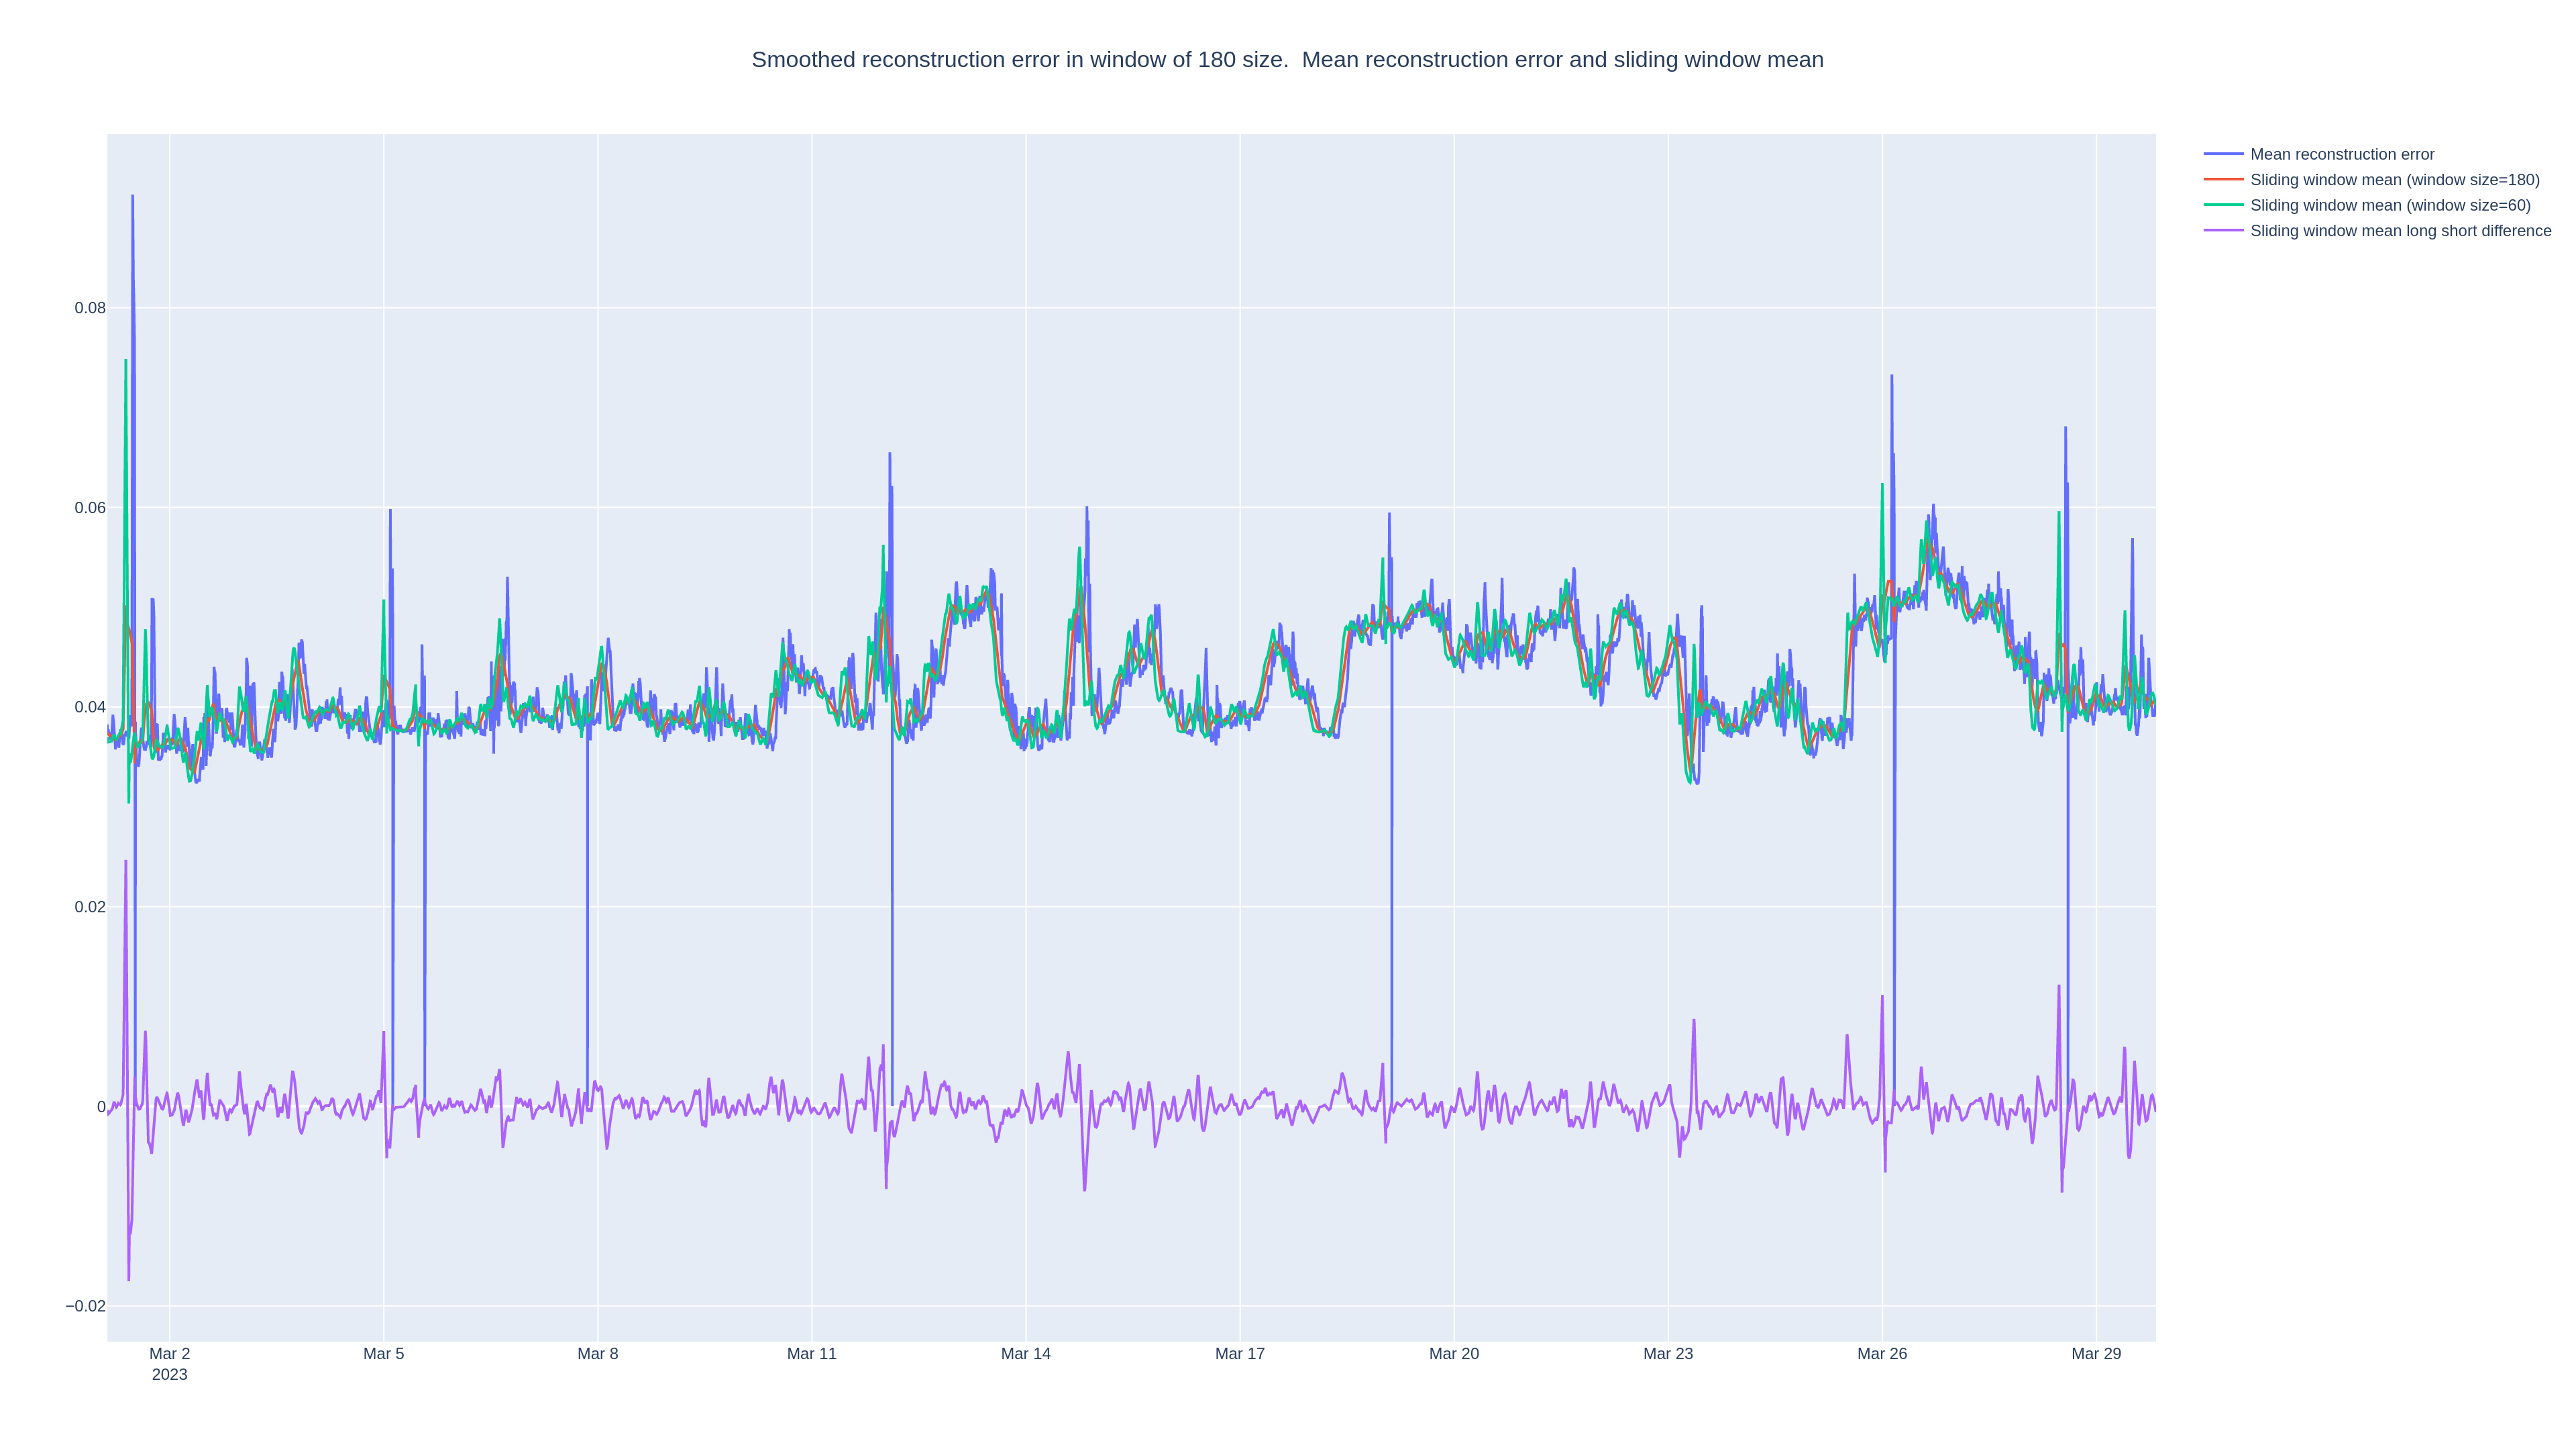 Smoothed reconstruction error in window of 180 size.  Mean reconstruction error and sliding window mean
Mean reconstruction error
Sliding window mean (window size=180)
Sliding window mean (window size=60)
Sliding window mean long short difference
0.08
0.06
0.04
0.02
0
−0.02
Mar 2
2023
Mar 5
Mar 8
Mar 11
Mar 14
Mar 17
Mar 20
Mar 23
Mar 26
Mar 29